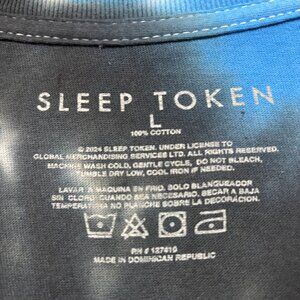 SLEEP TOKEN
L
100% COTTON
© 2024 SLEEP TOKEN. UNDER LICENSE TO
GLOBAL MERCHANDISING SERVICES LTD. ALL RIGHTS RESERVED.
MACHINE WASH COLD, GENTLE CYCLE, DO NOT BLEACH,
TUMBLE DRY LOW, COOL IRON IF NEEDED.
LAVAR A MAQUINA EN FRIO. SOLO BLANQUEADOR
SIN CLORO CUANDO SEA NECESARIO. SECAR A BAJA
TEMPERATURA NO PLANCHE SOBRE LA DECORACION
RN # 127419
MADE IN DOMINICAN REPUBLIC